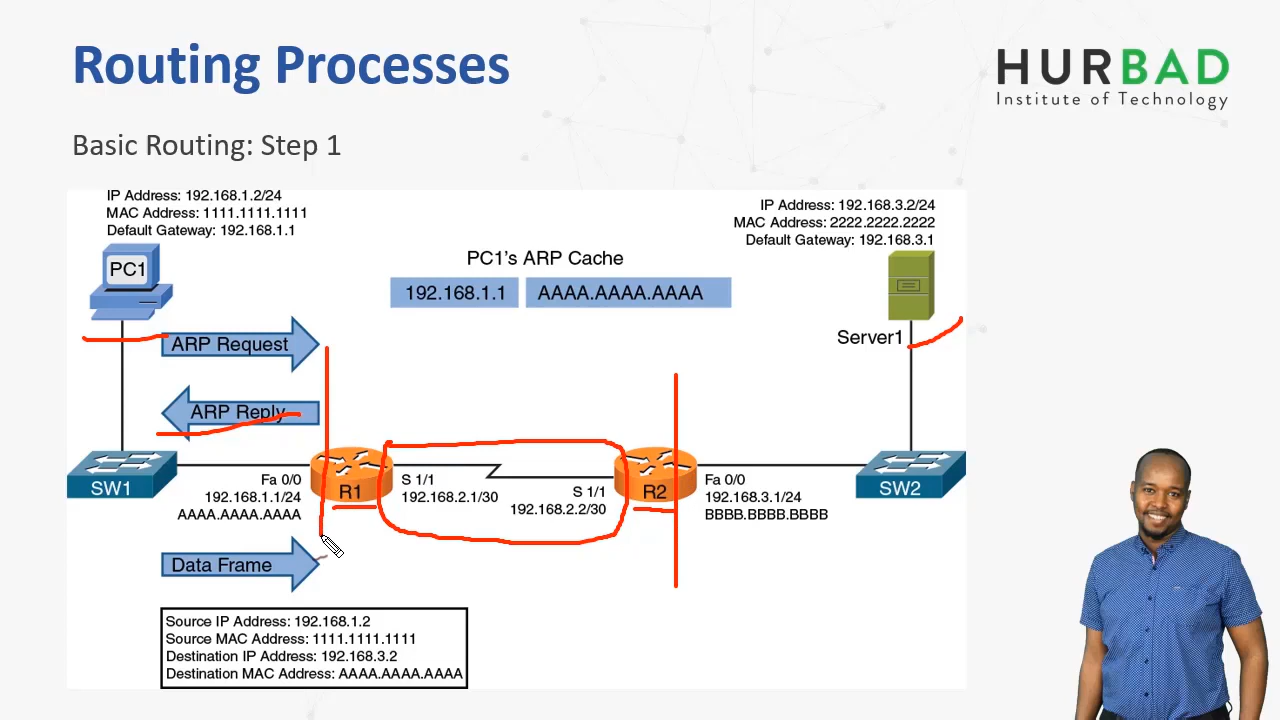 Routing Processes
HURBAD
Institute of Technology
Basic Routing: Step 1
IP Address: 192.168.1.2/24
MAC Address: 1111.1111.1111
Default Gateway: 192.168.1.1
IP Address: 192.168.3.2/24
MAC Address: 2222.2222.2222
Default Gateway: 192.168.3.1
PC1
PC1's ARP Cache
192.168.1.1 AAAA.AAAA.AAAA
Server1
ARP Request
ARP Reply
SW1
Fa 0/0
192.168.1.1/24
AAAA.AAAA.AAAA
R1
S 1/1
192.168.2.1/30
S 1/1
192.168.2.2/30
R2
Fa 0/0
192.168.3.1/24
BBBB.BBBB.BBBB
SW2
Data Frame
Source IP Address: 192.168.1.2
Source MAC Address: 1111.1111.1111
Destination IP Address: 192.168.3.2
Destination MAC Address: AAAA.AAAA.AAAA